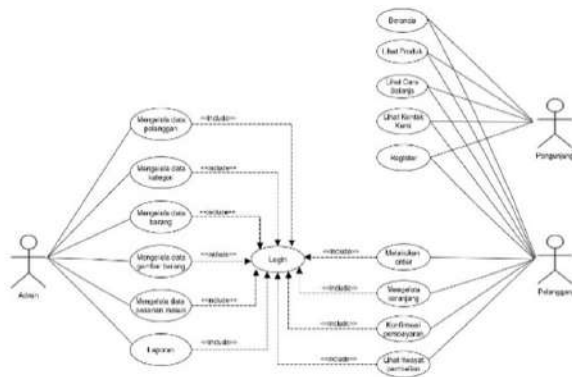 Beranda
Lihat Produk
Lihat Cara
Belanja
Lihat Kontak
Kami
Register
Pengunjung
Mengelola data
pelanggan
<<include>>
Mengelola data
kategori
<<include>>
Mengelola data
barang
<<include>>
Login
Mengelola data
gambar barang
<<include>>
Admin
Mengelola data
pesanan masuk
<<include>>
Laporan
<<include>>
<<include>>
Melakukan
order
<<include>>
Mengelola
keranjang
<<include>>
Konfirmasi
pembayaran
<<include>>
Lihat riwayat
pembelian
Pelanggan